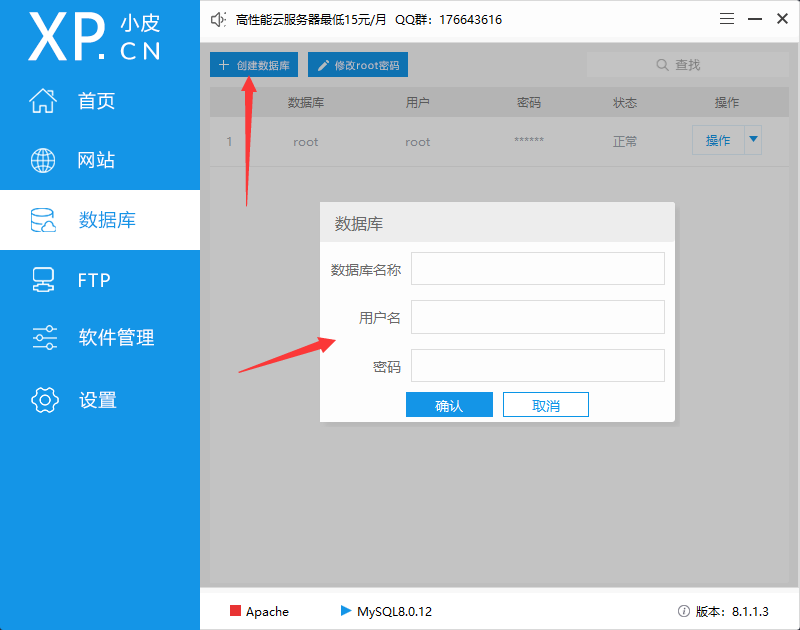 XP.CN 小皮
高性能云服务器最低15元/月 QQ群：176643616
首页
网站
数据库
FTP
软件管理
设置
创建数据库 修改root密码 查找
数据库 用户 密码 状态 操作
1 root root ****** 正常 操作
数据库
数据库名称
用户名
密码
确认 取消
Apache MySQL8.0.12 版本：8.1.1.3